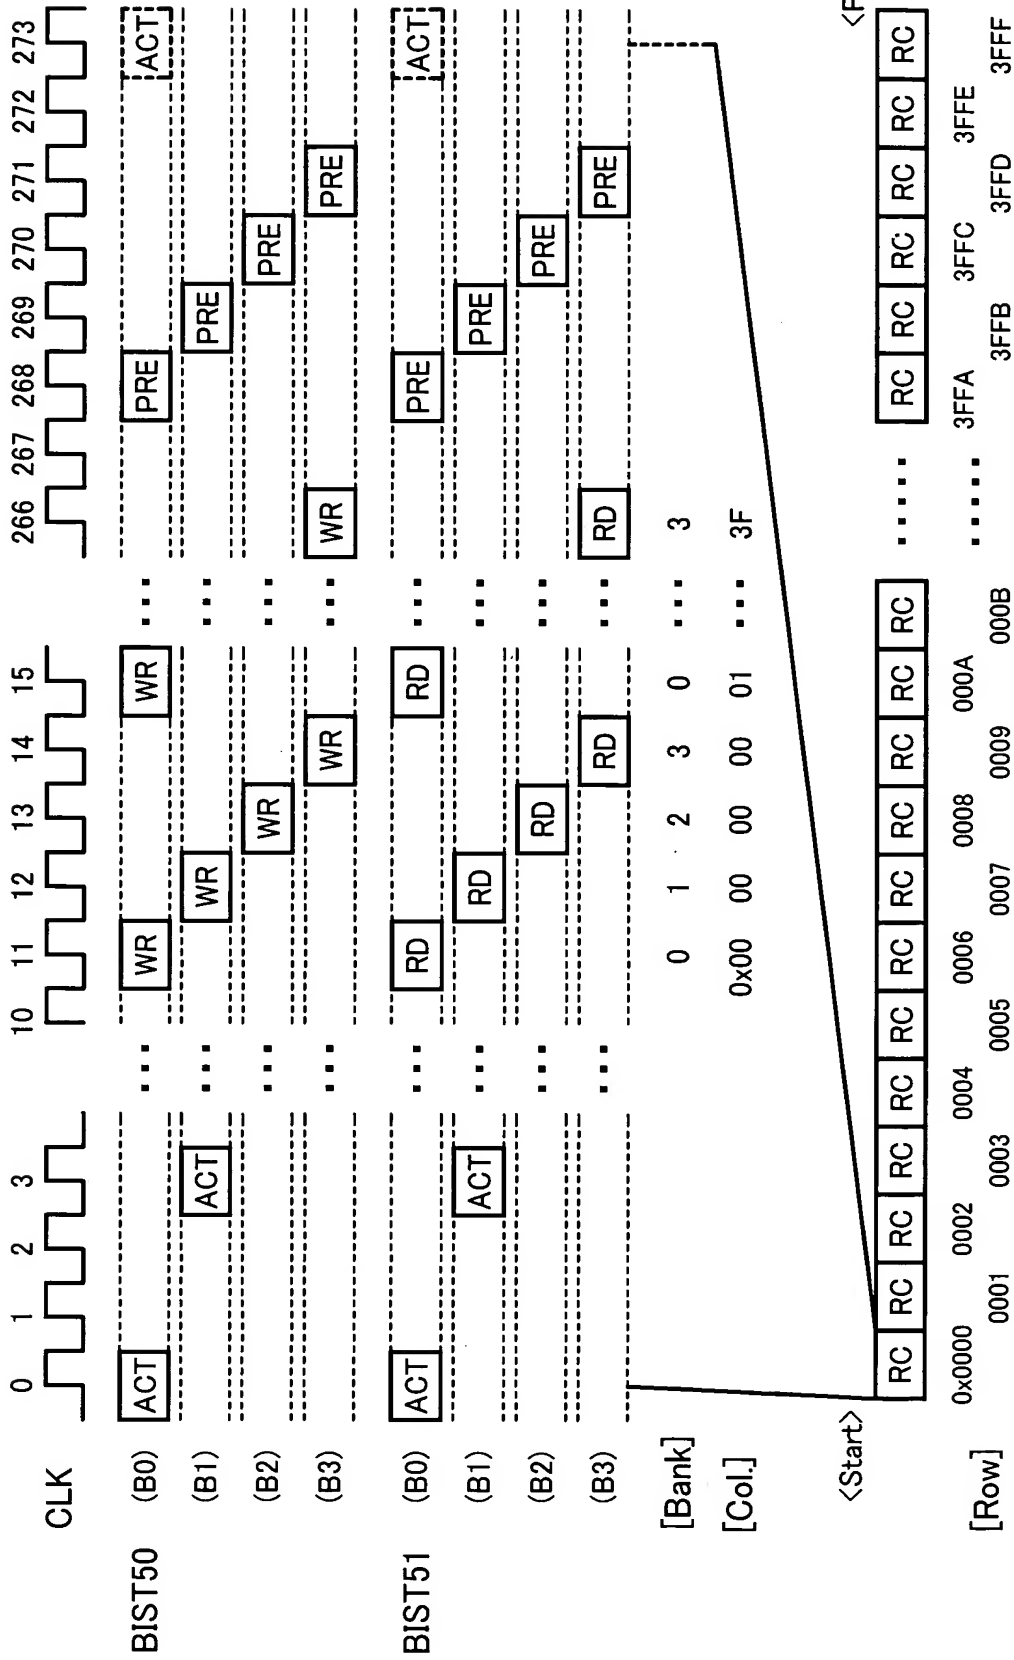 CLK 0 1 2 3 10 11 12 13 14 15 266 267 268 269 270 271 272 273
BIST50 (B0) ACT ... WR WR ... PRE ACT
(B1) ACT ... WR ... PRE
(B2) ... WR ... PRE
(B3) ... WR ... WR PRE
BIST51 (B0) ACT ... RD RD ... PRE ACT
(B1) ACT ... RD ... PRE
(B2) ... RD ... PRE
(B3) ... RD ... RD PRE
[Bank] 0 1 2 3 0 ... 3
[Col.] 0x00 00 00 00 01 ... 3F
<Start> <F
RC RC RC RC RC RC RC RC RC RC RC RC ..... RC RC RC RC RC RC
[Row] 0x0000 0001 0002 0003 0004 0005 0006 0007 0008 0009 000A 000B ..... 3FFA 3FFB 3FFC 3FFD 3FFE 3FFF